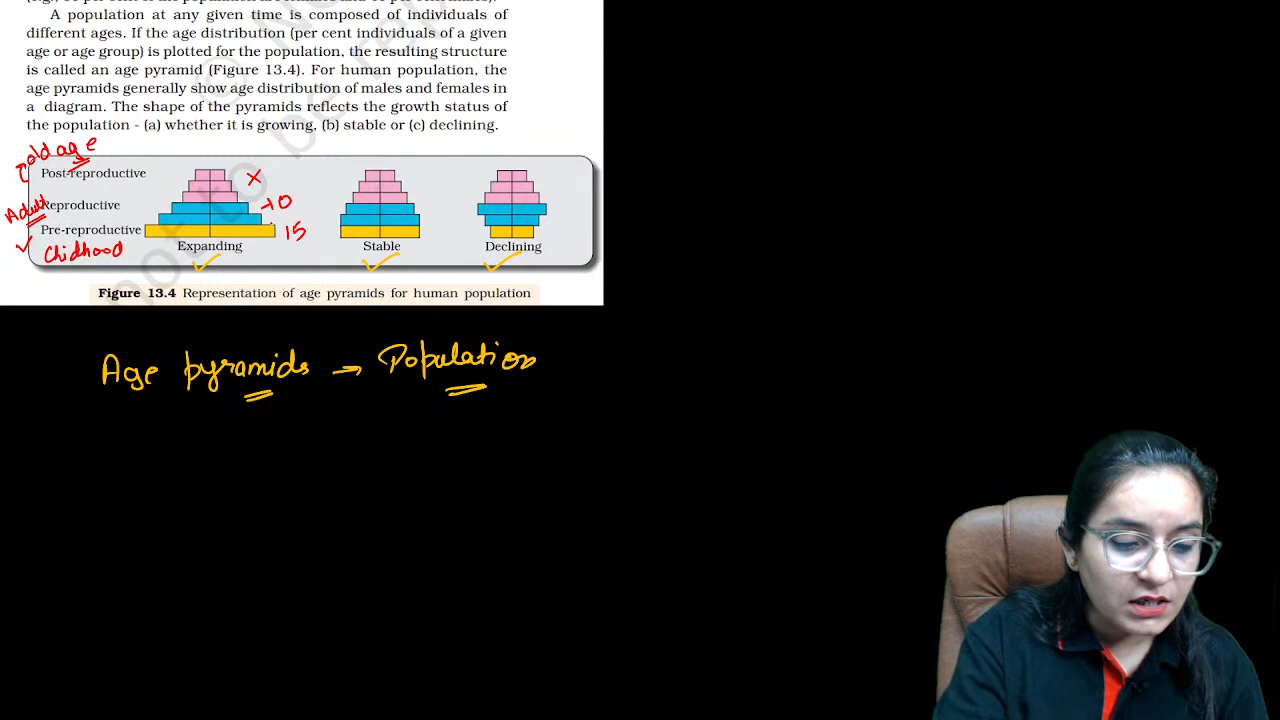 A population at any given time is composed of individuals of
different ages. If the age distribution (per cent individuals of a given
age or age group) is plotted for the population, the resulting structure
is called an age pyramid (Figure 13.4). For human population, the
age pyramids generally show age distribution of males and females in
a diagram. The shape of the pyramids reflects the growth status of
the population - (a) whether it is growing, (b) stable or (c) declining.
old age
Post-reproductive
Adult
Reproductive
10
Pre-reproductive
15
Chidhood
Expanding
Stable
Declining
Figure 13.4 Representation of age pyramids for human population
Age pyramids → Population